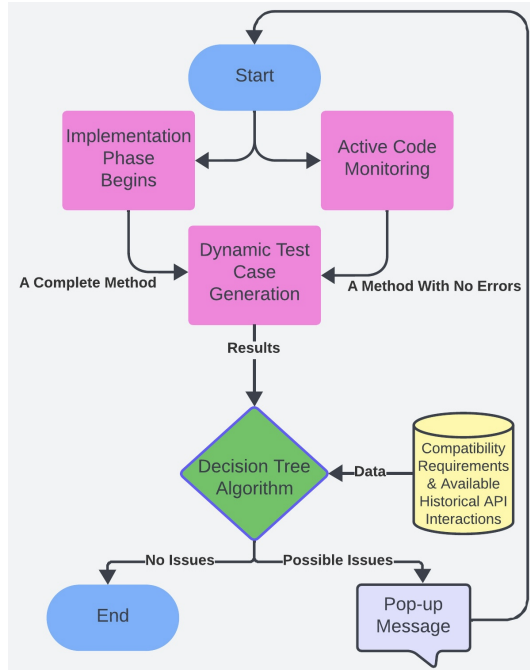 Start
Implementation
Phase
Begins
Active Code
Monitoring
A Complete Method
Dynamic Test
Case
Generation
A Method With No Errors
Results
Decision Tree
Algorithm
Data
Compatibility
Requirements
& Available
Historical API
Interactions
No Issues
Possible Issues
End
Pop-up
Message